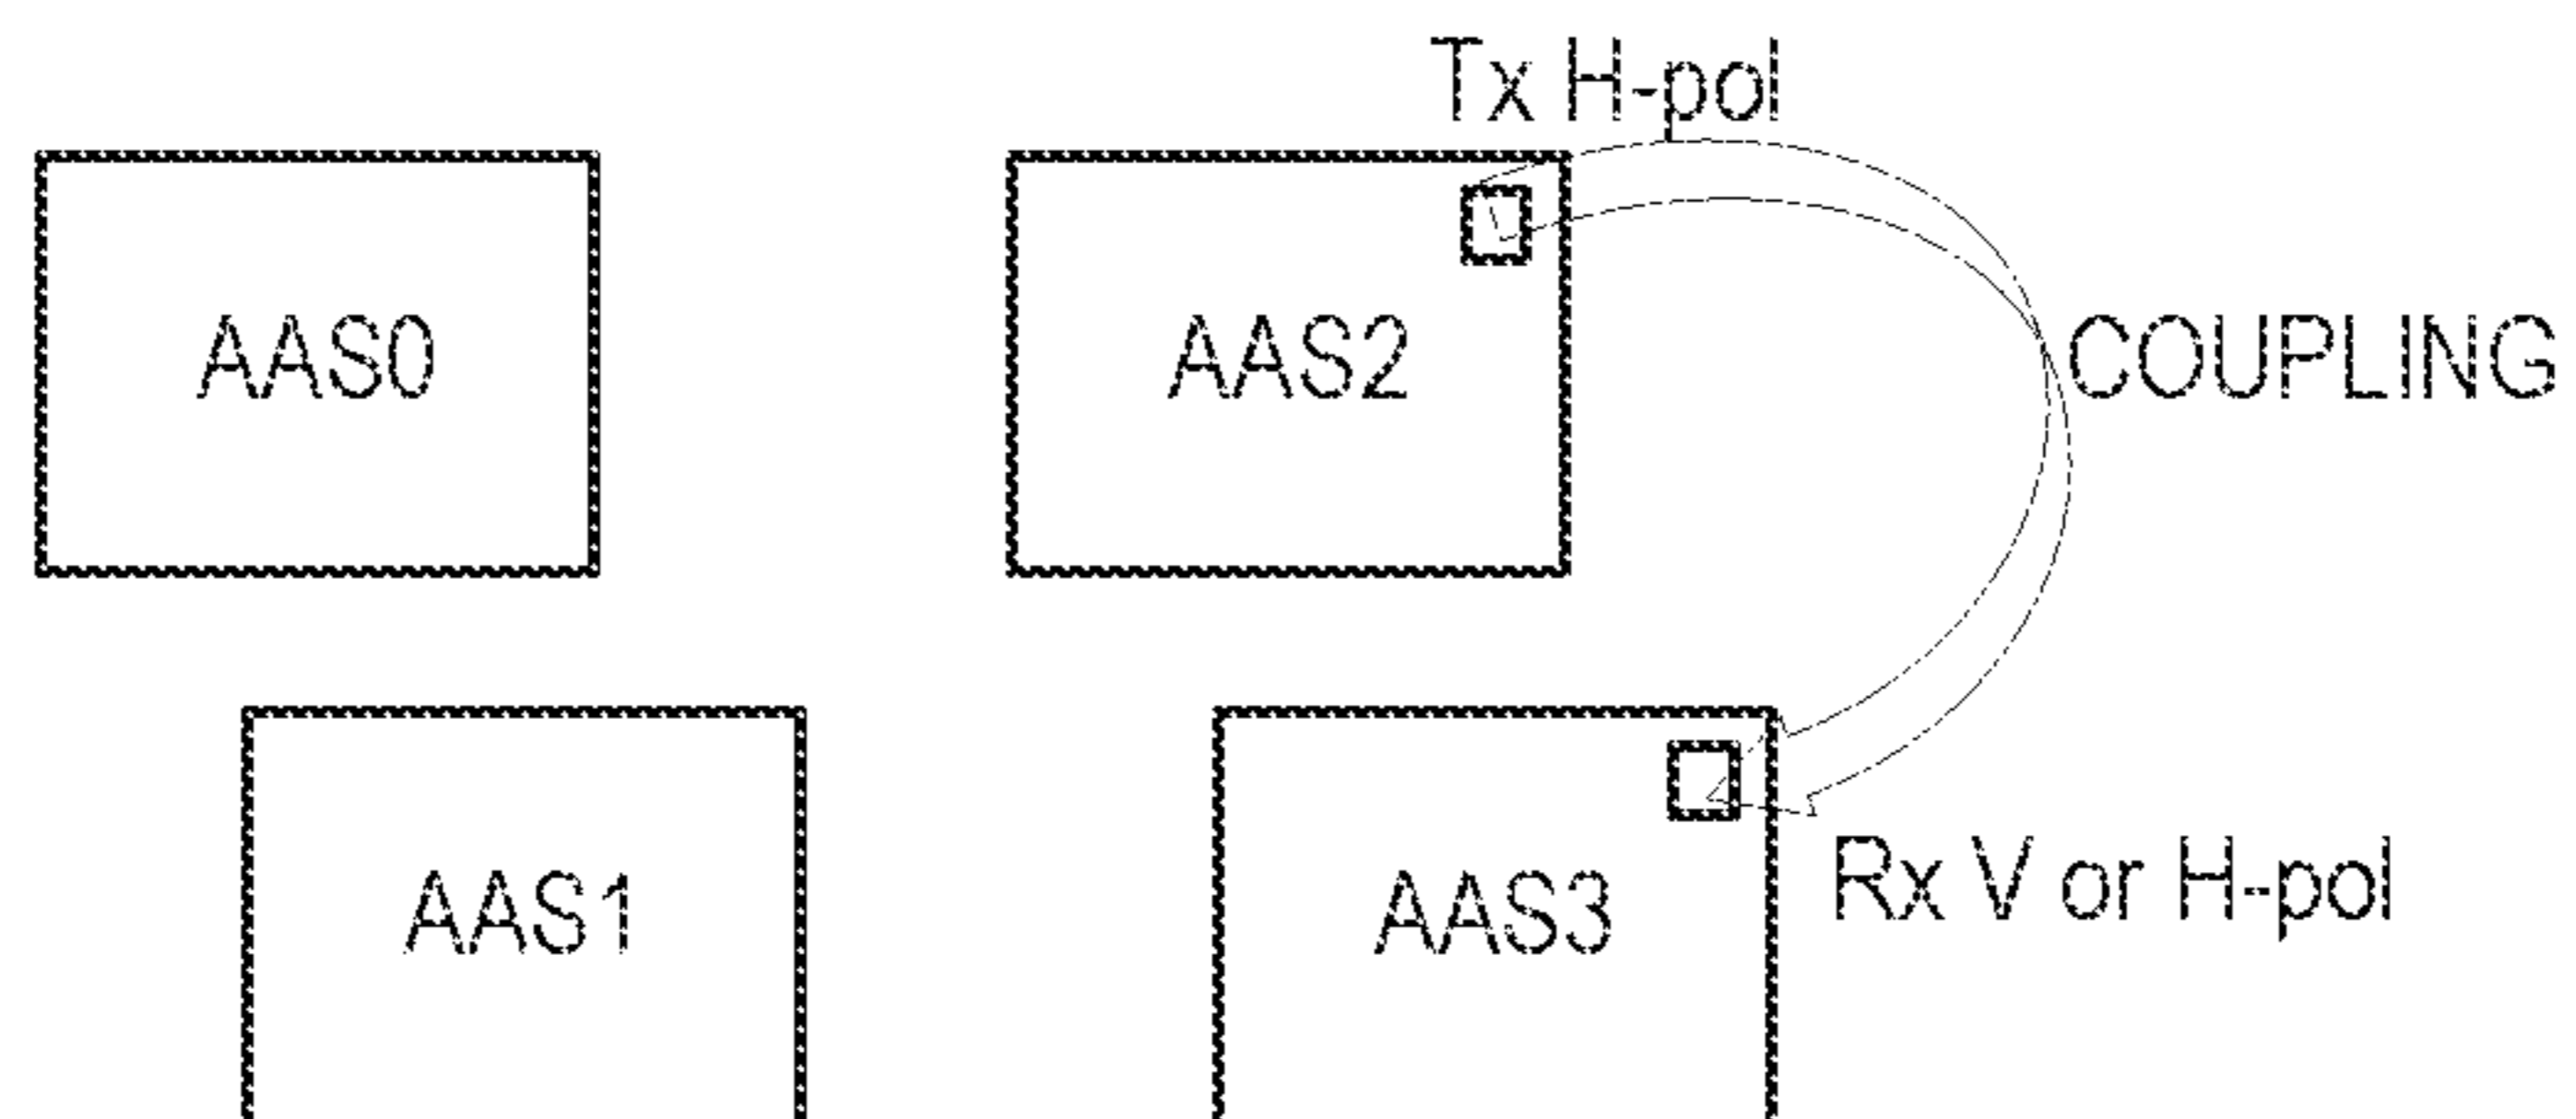 Tx H-pol
AAS0
AAS2
COUPLING
AAS1
AAS3
Rx V or H-pol